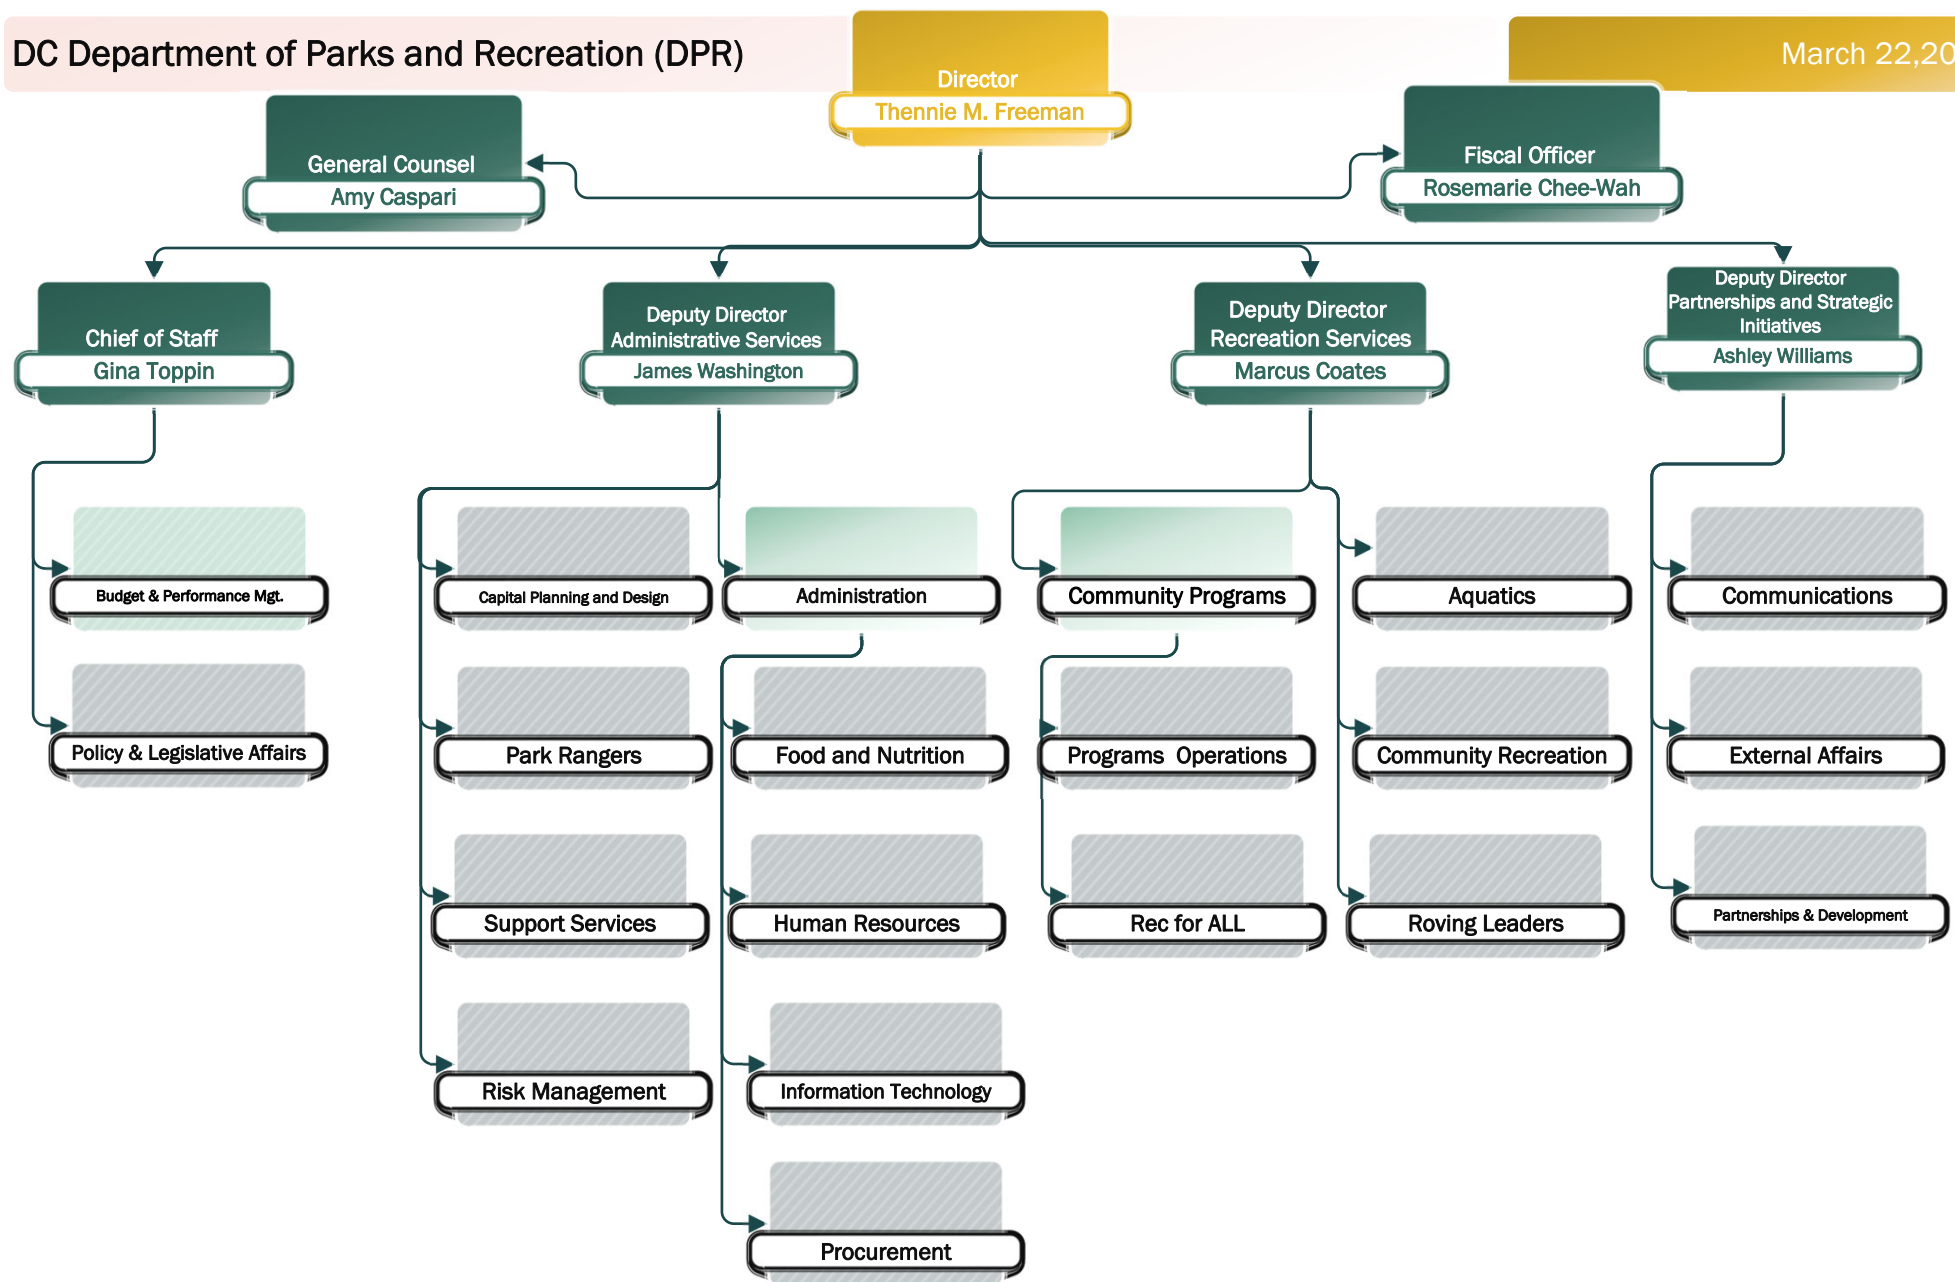 DC Department of Parks and Recreation (DPR)
March 22,20
Director
Thennie M. Freeman
General Counsel
Amy Caspari
Fiscal Officer
Rosemarie Chee-Wah
Chief of Staff
Gina Toppin
Deputy Director
Administrative Services
James Washington
Deputy Director
Recreation Services
Marcus Coates
Deputy Director
Partnerships and Strategic
Initiatives
Ashley Williams
Budget & Performance Mgt.
Capital Planning and Design
Administration
Community Programs
Aquatics
Communications
Policy & Legislative Affairs
Park Rangers
Food and Nutrition
Programs Operations
Community Recreation
External Affairs
Support Services
Human Resources
Rec for ALL
Roving Leaders
Partnerships & Development
Risk Management
Information Technology
Procurement